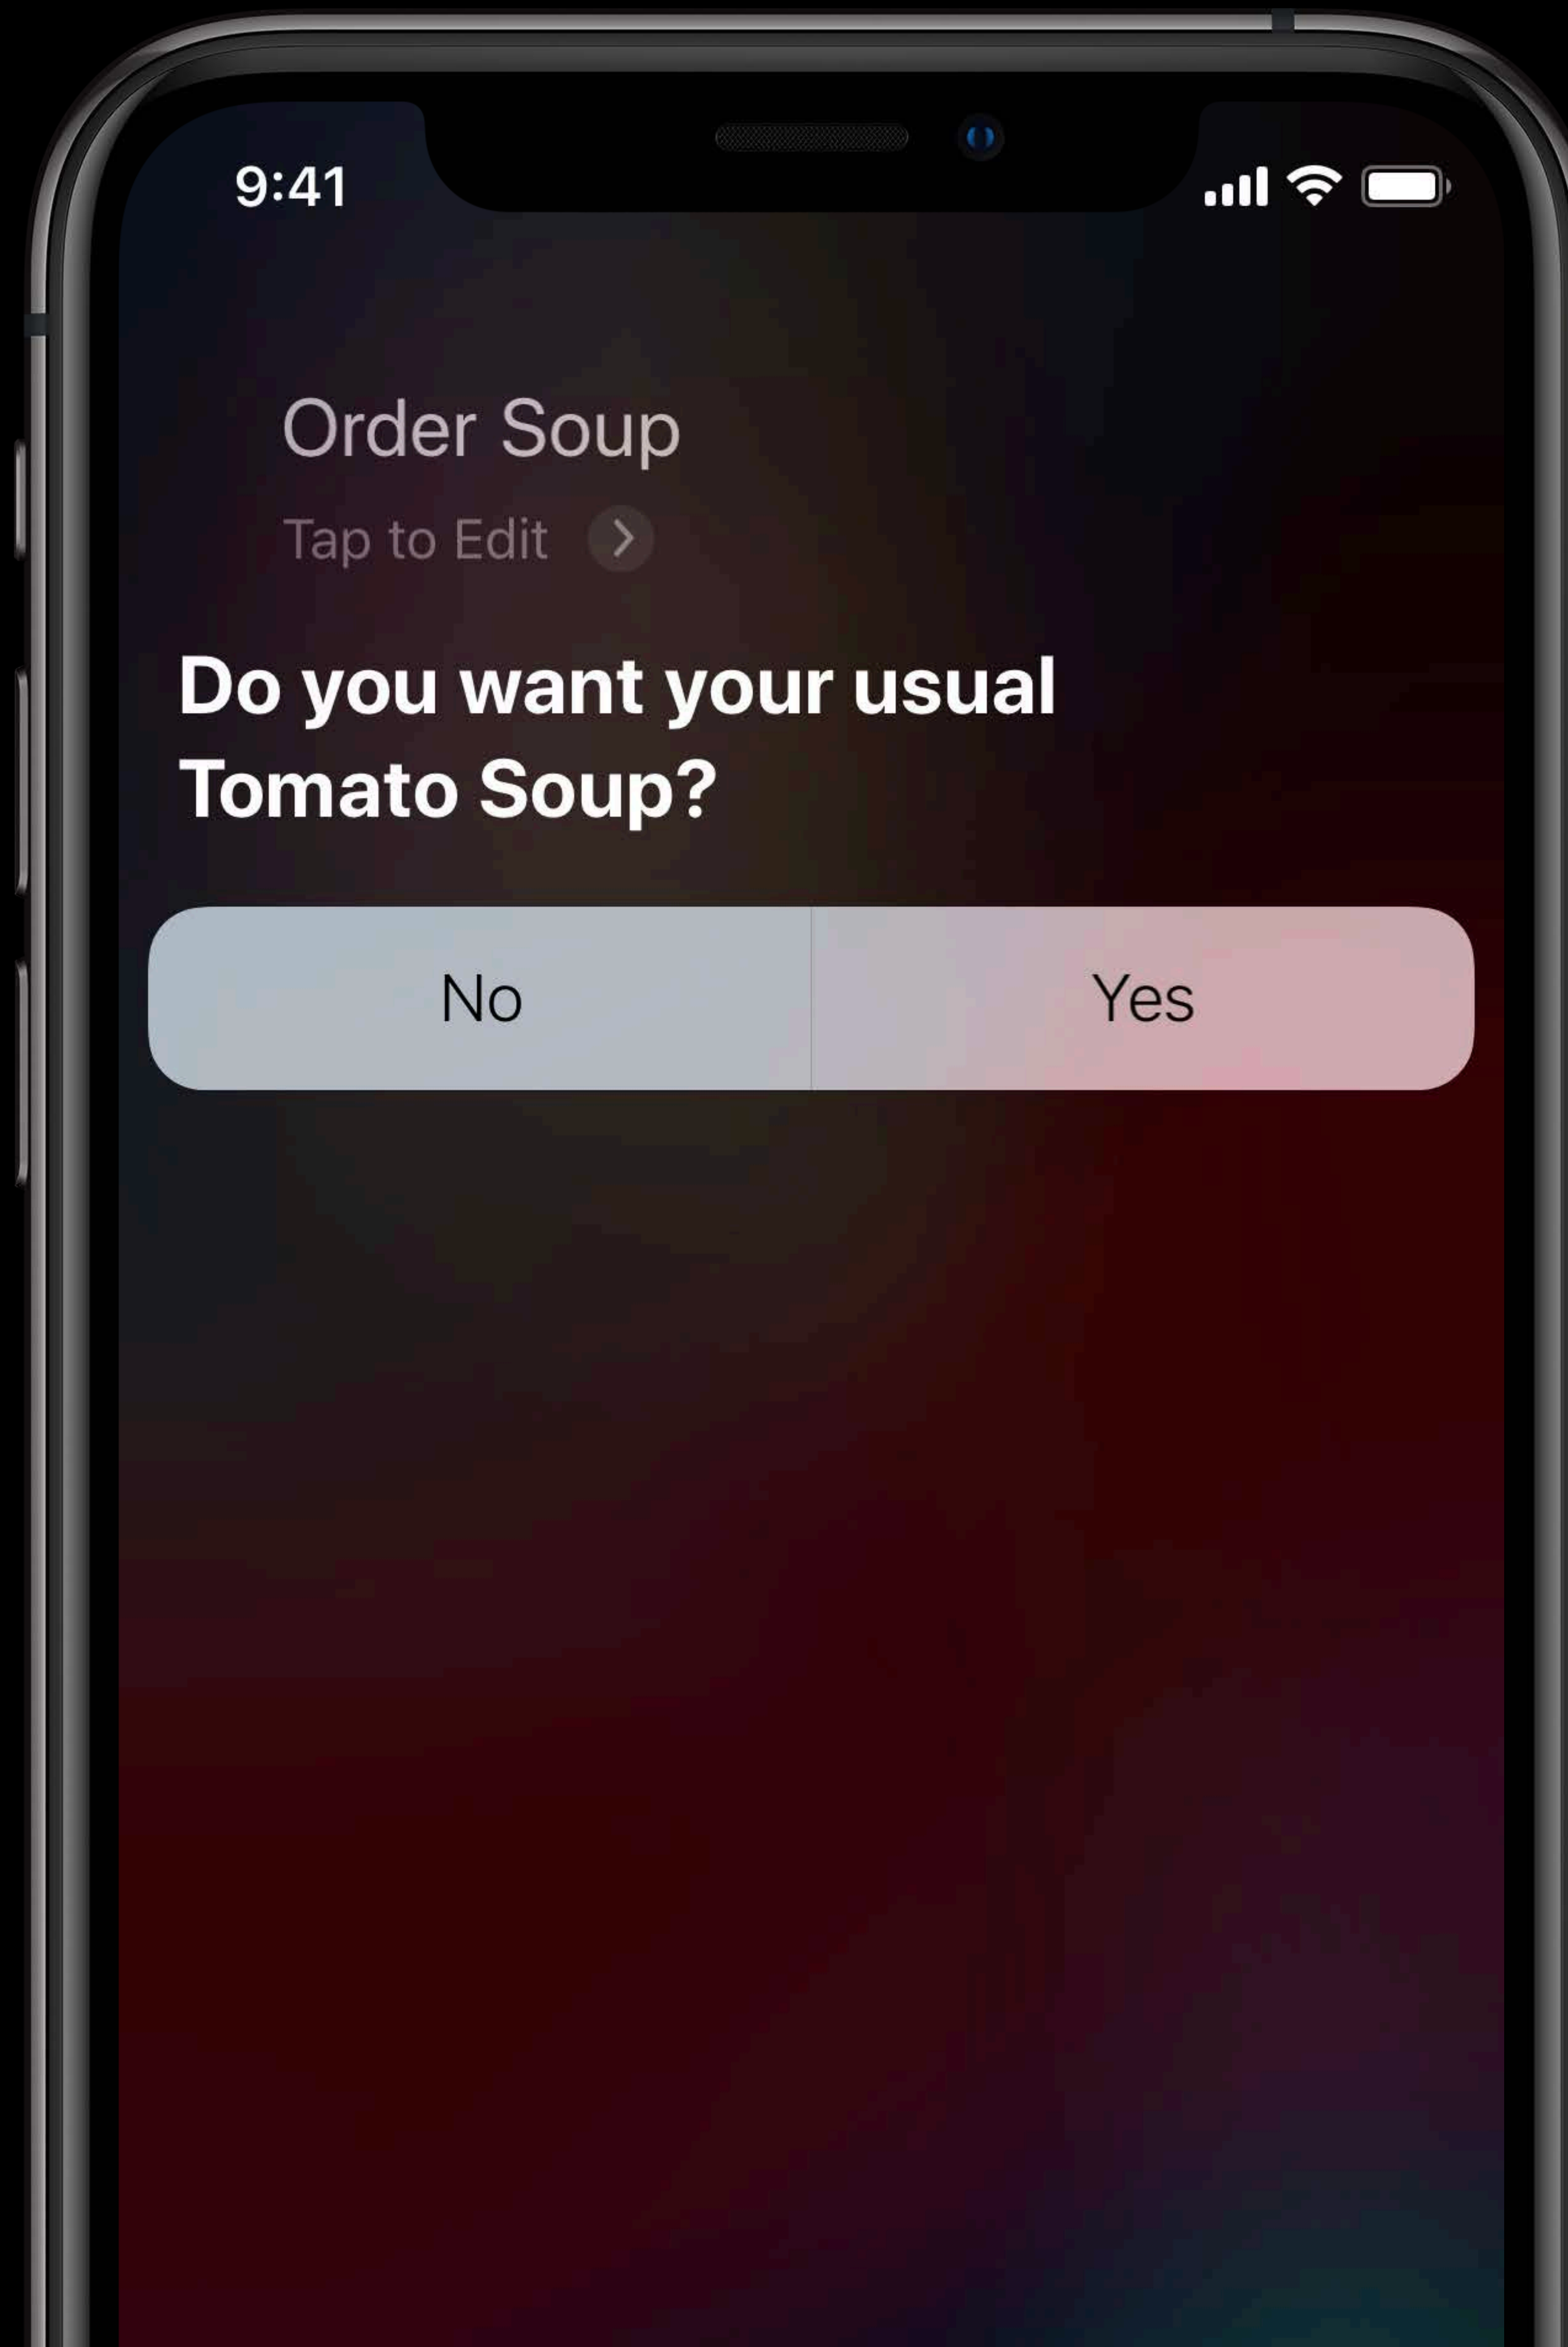 9:41
Order Soup
Tap to Edit
Do you want your usual
Tomato Soup?
No
Yes